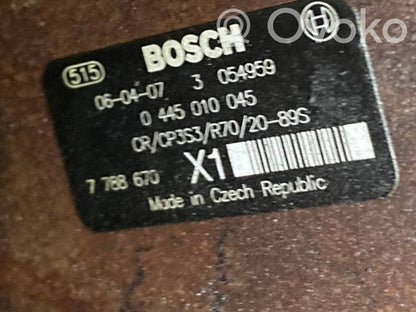 Ovoko
515 BOSCH
06-04-07 3 054959
0 445 010 045
CR/CP3S3/R70/20-89S
7 788 670 X1
Made in Czech Republic